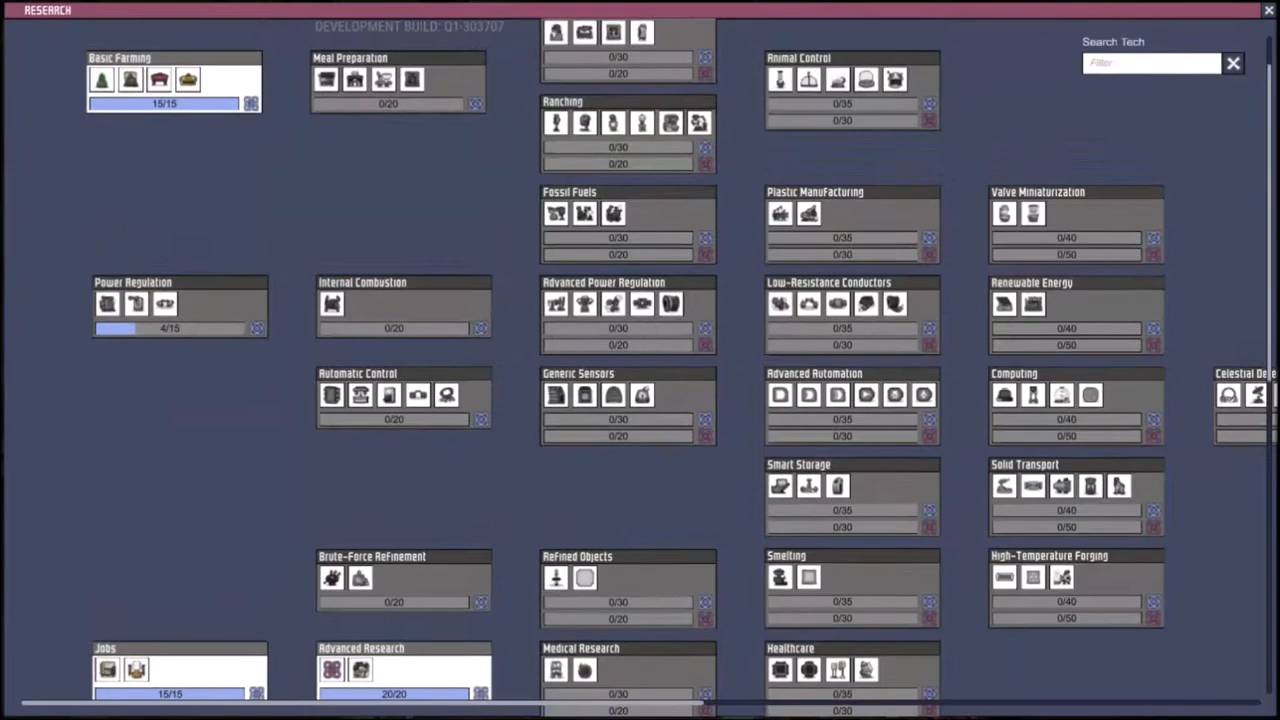 RESEARCH
DEVELOPMENT BUILD: Q1-303707
Search Tech
Filter
0/30
0/20
Basic Farming
15/15
Meal Preparation
0/20
Animal Control
0/35
0/30
Ranching
0/30
0/20
Fossil Fuels
0/30
0/20
Plastic Manufacturing
0/35
0/30
Valve Miniaturization
0/40
0/50
Power Regulation
4/15
Internal Combustion
0/20
Advanced Power Regulation
0/30
0/20
Low-Resistance Conductors
0/35
0/30
Renewable Energy
0/40
0/50
Automatic Control
0/20
Generic Sensors
0/30
0/20
Advanced Automation
0/35
0/30
Computing
0/40
0/50
Celestial De
Smart Storage
0/35
0/30
Solid Transport
0/40
0/50
Brute-Force Refinement
0/20
Refined Objects
0/30
0/20
Smelting
0/35
0/30
High-Temperature Forging
0/40
0/50
Jobs
15/15
Advanced Research
20/20
Medical Research
0/30
0/20
Healthcare
0/35
0/30